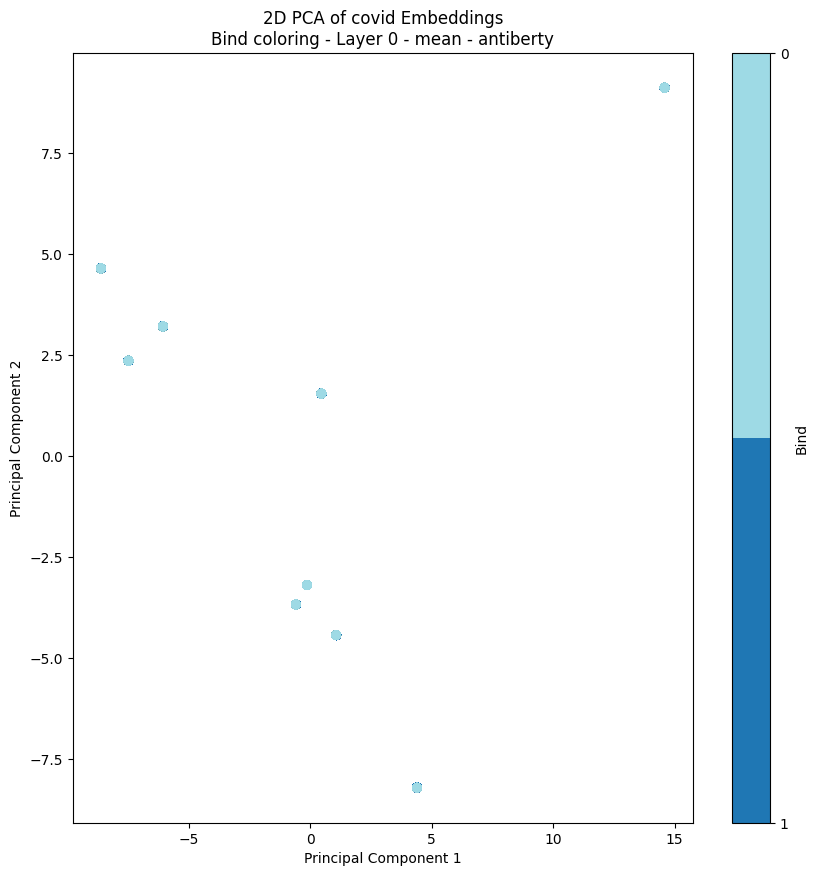 2D PCA of covid Embeddings
Bind coloring - Layer 0 - mean - antiberty
7.5
5.0
2.5
0.0
−2.5
−5.0
−7.5
Principal Component 2
−5
0
5
10
15
Principal Component 1
0
1
Bind